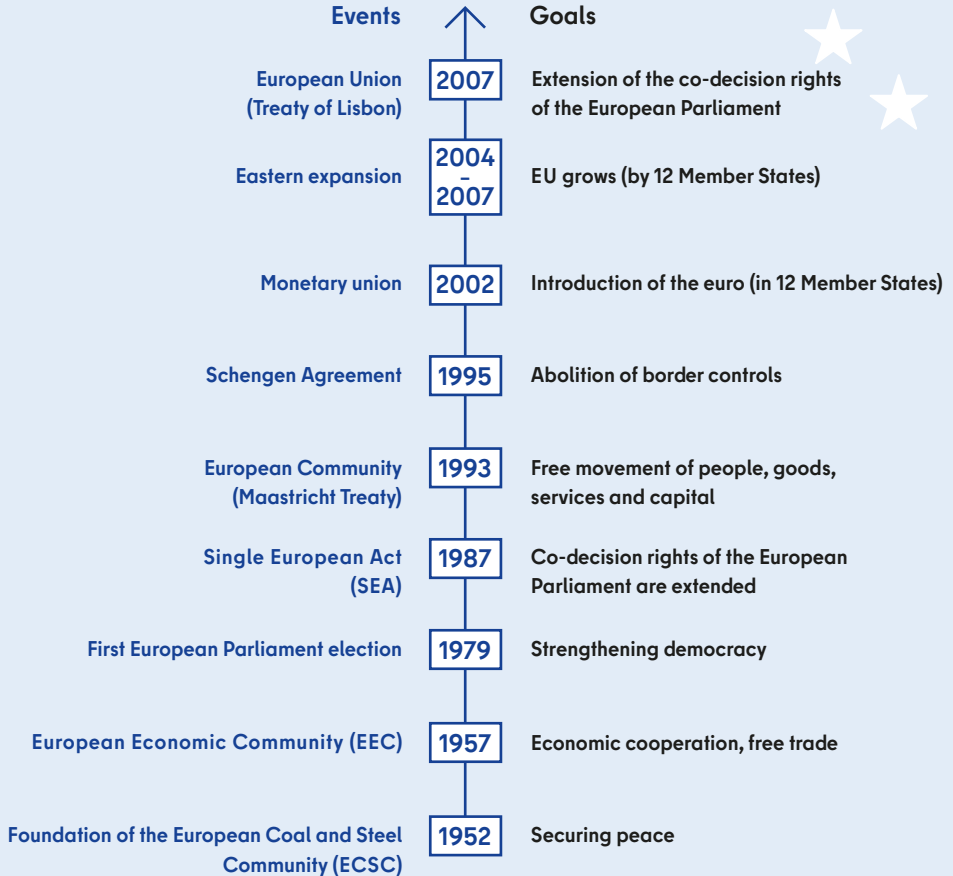 Events Goals
European Union 2007 Extension of the co-decision rights
(Treaty of Lisbon) of the European Parliament
Eastern expansion 2004 – 2007 EU grows (by 12 Member States)
Monetary union 2002 Introduction of the euro (in 12 Member States)
Schengen Agreement 1995 Abolition of border controls
European Community 1993 Free movement of people, goods,
(Maastricht Treaty) services and capital
Single European Act 1987 Co-decision rights of the European
(SEA) Parliament are extended
First European Parliament election 1979 Strengthening democracy
European Economic Community (EEC) 1957 Economic cooperation, free trade
Foundation of the European Coal and Steel 1952 Securing peace
Community (ECSC)